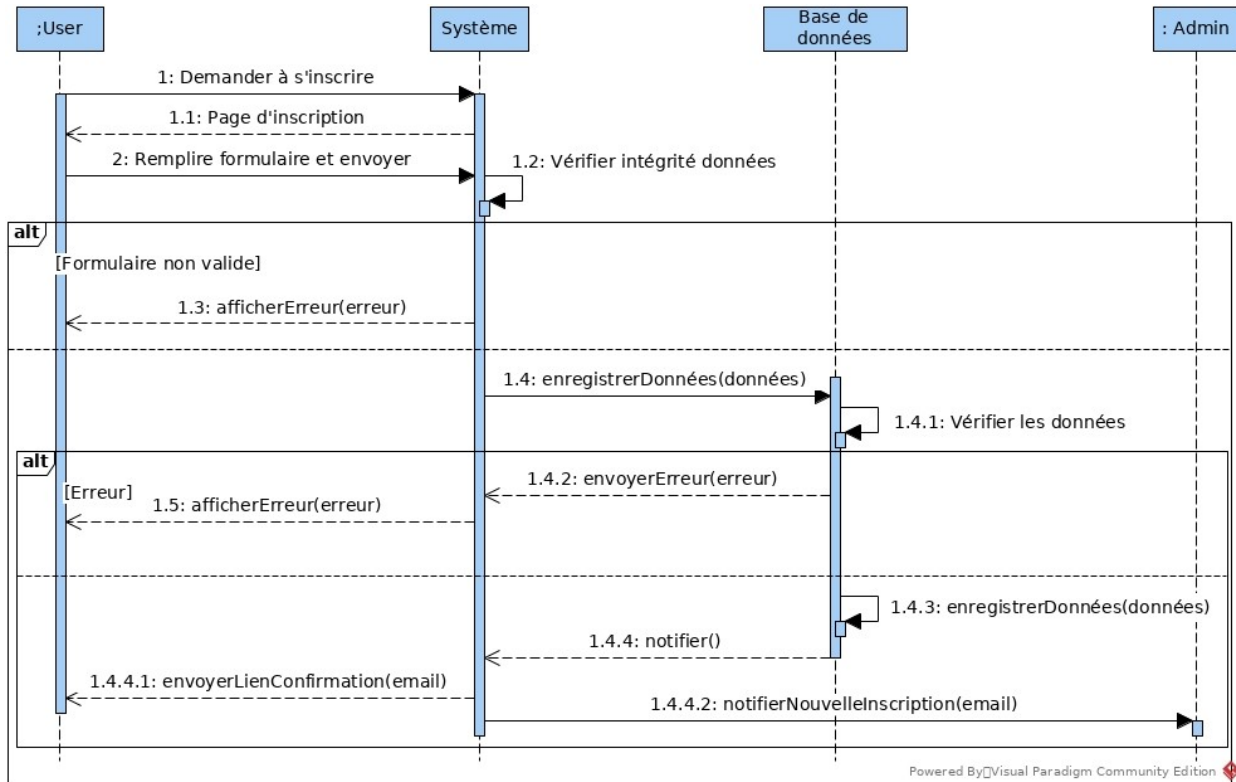 ;User
Système
Base de
données
: Admin
1: Demander à s'inscrire
1.1: Page d'inscription
2: Remplire formulaire et envoyer
1.2: Vérifier intégrité données
alt
[Formulaire non valide]
1.3: afficherErreur(erreur)
1.4: enregistrerDonnées(données)
1.4.1: Vérifier les données
alt
[Erreur]
1.4.2: envoyerErreur(erreur)
1.5: afficherErreur(erreur)
1.4.3: enregistrerDonnées(données)
1.4.4: notifier()
1.4.4.1: envoyerLienConfirmation(email)
1.4.4.2: notifierNouvelleInscription(email)
Powered By Visual Paradigm Community Edition